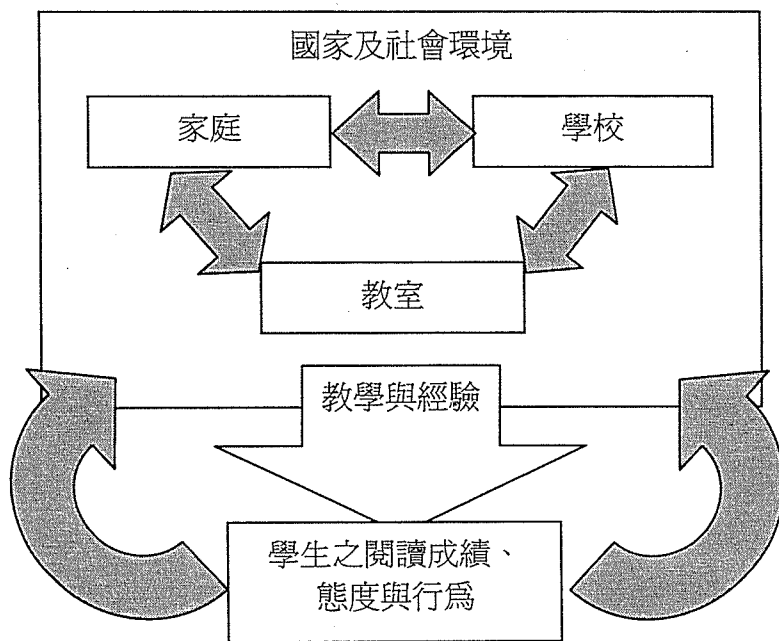 國家及社會環境
家庭
學校
教室
教學與經驗
學生之閱讀成績、
態度與行為